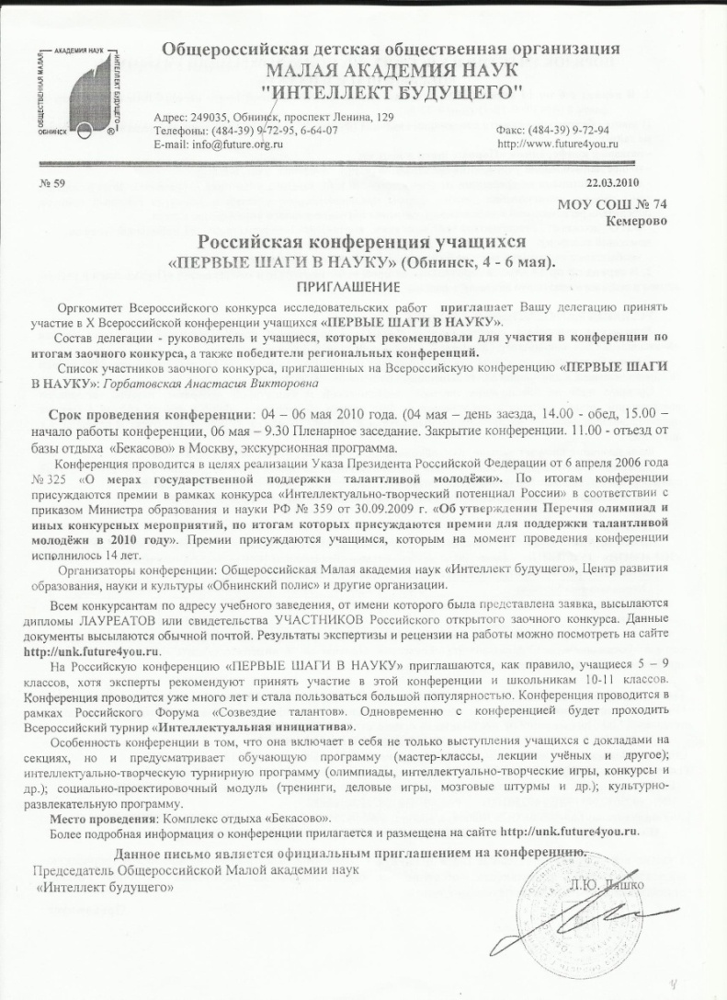 АКАДЕМИЯ НАУК
ОБЩЕСТВЕННАЯ МАЛАЯ
ИНТЕЛЛЕКТ БУДУЩЕГО
ОБНИНСК
®
Общероссийская детская общественная организация
МАЛАЯ АКАДЕМИЯ НАУК
"ИНТЕЛЛЕКТ БУДУЩЕГО"
Адрес: 249035, Обнинск, проспект Ленина, 129
Телефоны: (484-39) 9-72-95, 6-64-07 Факс: (484-39) 9-72-94
E-mail: info@future.org.ru http://www.future4you.ru
№ 59 22.03.2010
МОУ СОШ № 74
Кемерово
Российская конференция учащихся
«ПЕРВЫЕ ШАГИ В НАУКУ» (Обнинск, 4 - 6 мая).
ПРИГЛАШЕНИЕ
Оргкомитет Всероссийского конкурса исследовательских работ приглашает Вашу делегацию принять
участие в X Всероссийской конференции учащихся «ПЕРВЫЕ ШАГИ В НАУКУ».
Состав делегации - руководитель и учащиеся, которых рекомендовали для участия в конференции по
итогам заочного конкурса, а также победители региональных конференций.
Список участников заочного конкурса, приглашенных на Всероссийскую конференцию «ПЕРВЫЕ ШАГИ
В НАУКУ»: Горбатовская Анастасия Викторовна
Срок проведения конференции: 04 – 06 мая 2010 года. (04 мая – день заезда, 14.00 - обед, 15.00 –
начало работы конференции, 06 мая – 9.30 Пленарное заседание. Закрытие конференции. 11.00 - отъезд от
базы отдыха «Бекасово» в Москву, экскурсионная программа.
Конференция проводится в целях реализации Указа Президента Российской Федерации от 6 апреля 2006 года
№ 325 «О мерах государственной поддержки талантливой молодёжи». По итогам конференции
присуждаются премии в рамках конкурса «Интеллектуально-творческий потенциал России» в соответствии с
приказом Министра образования и науки РФ № 359 от 30.09.2009 г. «Об утверждении Перечня олимпиад и
иных конкурсных мероприятий, по итогам которых присуждаются премии для поддержки талантливой
молодёжи в 2010 году». Премии присуждаются учащимся, которым на момент проведения конференции
исполнилось 14 лет.
Организаторы конференции: Общероссийская Малая академия наук «Интеллект будущего», Центр развития
образования, науки и культуры «Обнинский полис» и другие организации.
Всем конкурсантам по адресу учебного заведения, от имени которого была представлена заявка, высылаются
дипломы ЛАУРЕАТОВ или свидетельства УЧАСТНИКОВ Российского открытого заочного конкурса. Данные
документы высылаются обычной почтой. Результаты экспертизы и рецензии на работы можно посмотреть на сайте
http://unk.future4you.ru.
На Российскую конференцию «ПЕРВЫЕ ШАГИ В НАУКУ» приглашаются, как правило, учащиеся 5 – 9
классов, хотя эксперты рекомендуют принять участие в этой конференции и школьникам 10-11 классов.
Конференция проводится уже много лет и стала пользоваться большой популярностью. Конференция проводится в
рамках Российского Форума «Созвездие талантов». Одновременно с конференцией будет проходить
Всероссийский турнир «Интеллектуальная инициатива».
Особенность конференции в том, что она включает в себя не только выступления учащихся с докладами на
секциях, но и предусматривает обучающую программу (мастер-классы, лекции учёных и другое);
интеллектуально-творческую турнирную программу (олимпиады, интеллектуально-творческие игры, конкурсы и
др.); социально-проектировочный модуль (тренинги, деловые игры, мозговые штурмы и др.); культурно-
развлекательную программу.
Место проведения: Комплекс отдыха «Бекасово».
Более подробная информация о конференции прилагается и размещена на сайте http://unk.future4you.ru.
Данное письмо является официальным приглашением на конференцию.
Председатель Общероссийской Малой академии наук
«Интеллект будущего» Л.Ю. Ляшко